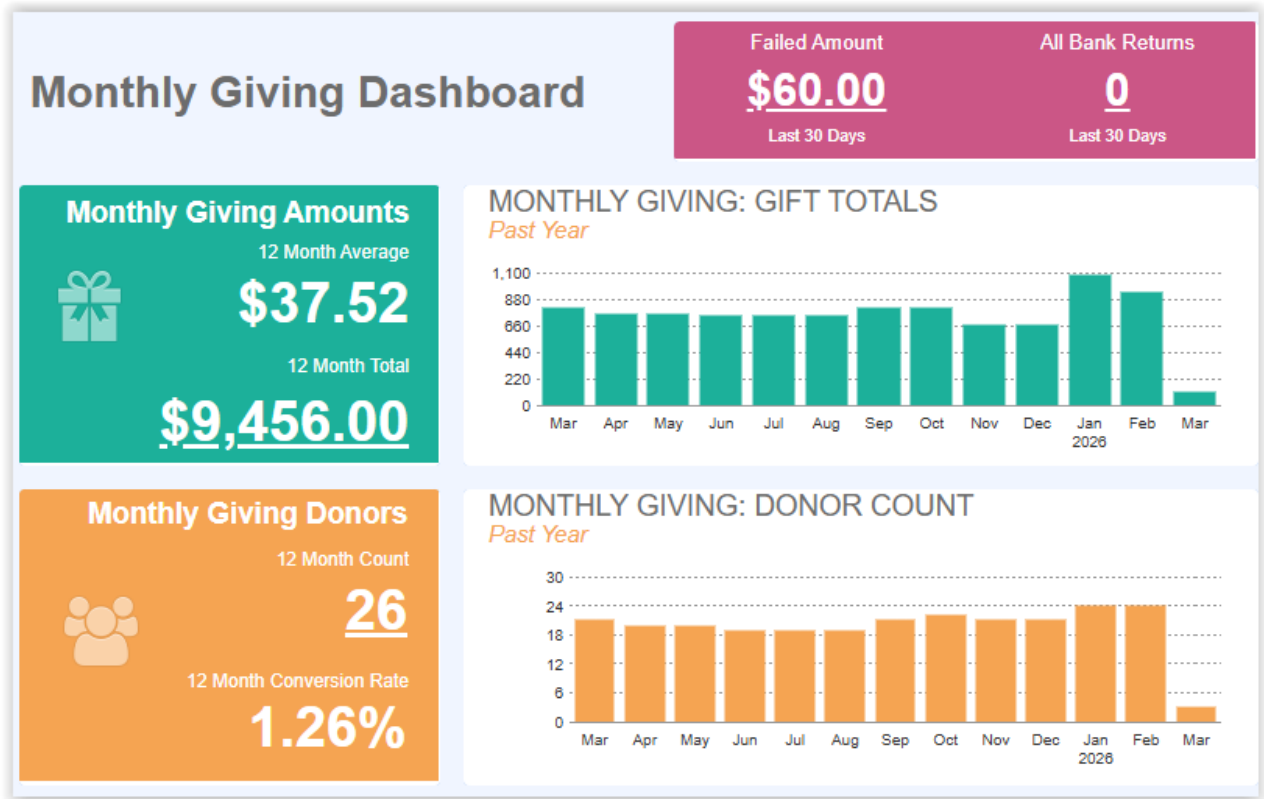 Monthly Giving Dashboard
Failed Amount
$60.00
Last 30 Days
All Bank Returns
0
Last 30 Days
Monthly Giving Amounts
12 Month Average
$37.52
12 Month Total
$9,456.00
MONTHLY GIVING: GIFT TOTALS
Past Year
1,100
880
660
440
220
0
Mar Apr May Jun Jul Aug Sep Oct Nov Dec Jan Feb Mar
2026
Monthly Giving Donors
12 Month Count
26
12 Month Conversion Rate
1.26%
MONTHLY GIVING: DONOR COUNT
Past Year
30
24
18
12
6
0
Mar Apr May Jun Jul Aug Sep Oct Nov Dec Jan Feb Mar
2026